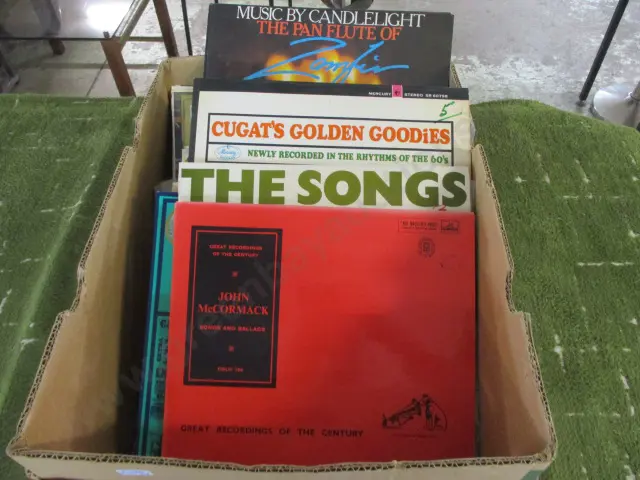 MUSIC BY CANDLELIGHT
THE PAN FLUTE OF
Zamfir
MERCURY STEREO
5
CUGAT'S GOLDEN GOODiES
NEWLY RECORDED IN THE RHYTHMS OF THE 60's
THE SONGS
GREAT RECORDINGS
OF THE CENTURY
JOHN
McCORMACK
SONGS AND BALLADS
GREAT RECORDINGS OF THE CENTURY